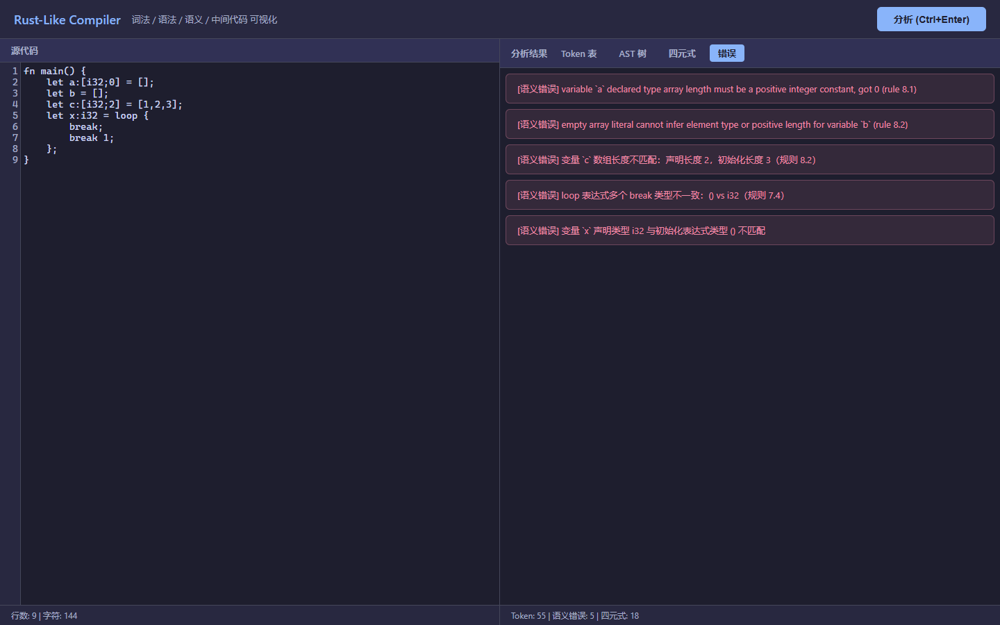 Rust-Like Compiler 词法 / 语法 / 语义 / 中间代码 可视化 分析 (Ctrl+Enter)
源代码
1 fn main() {
2     let a:[i32;0] = [];
3     let b = [];
4     let c:[i32;2] = [1,2,3];
5     let x:i32 = loop {
6         break;
7         break 1;
8     };
9 }
行数: 9 | 字符: 144
分析结果 Token 表 AST 树 四元式 错误
[语义错误] variable `a` declared type array length must be a positive integer constant, got 0 (rule 8.1)
[语义错误] empty array literal cannot infer element type or positive length for variable `b` (rule 8.2)
[语义错误] 变量 `c` 数组长度不匹配：声明长度 2，初始化长度 3（规则 8.2）
[语义错误] loop 表达式多个 break 类型不一致：() vs i32（规则 7.4）
[语义错误] 变量 `x` 声明类型 i32 与初始化表达式类型 () 不匹配
Token: 55 | 语义错误: 5 | 四元式: 18